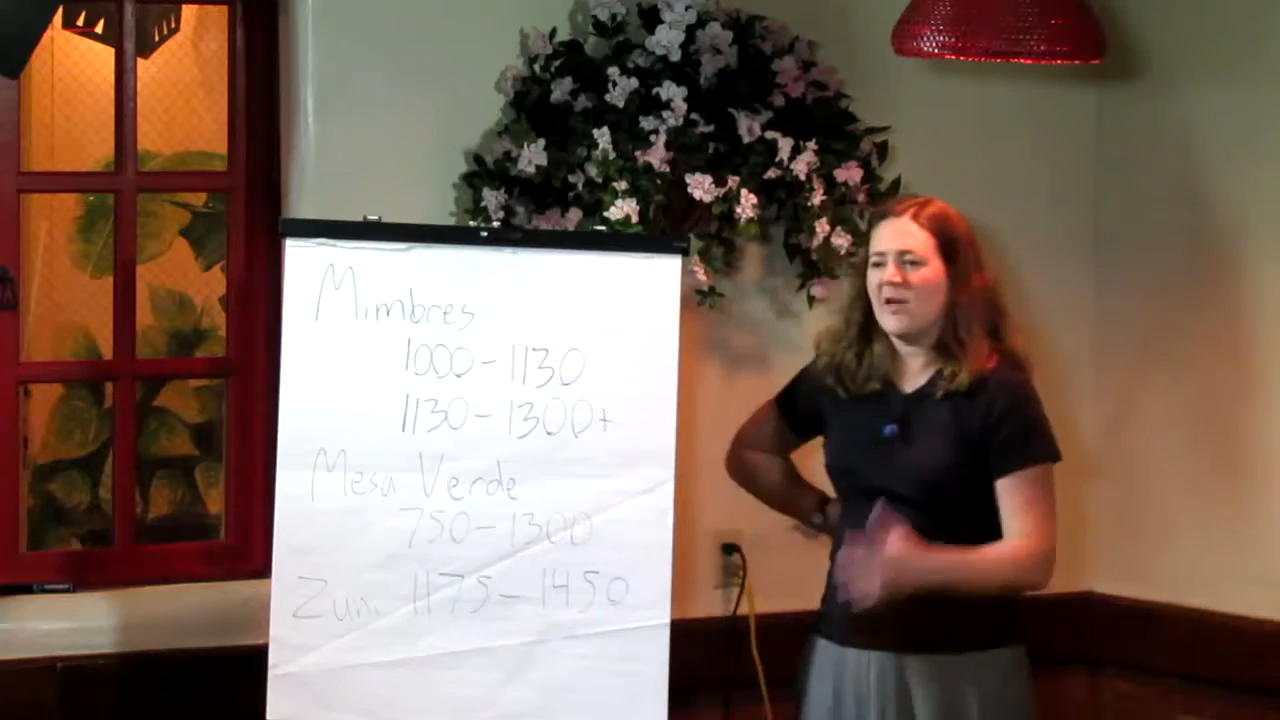 Mimbres
1000-1130
1130-1300+
Mesa Verde
750-1300
Zuni 1175-1450